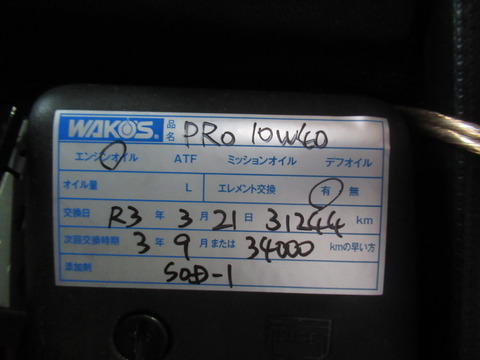 WAKO'S® 品名 PRO 10W40
エンジンオイル ATF ミッションオイル デフオイル
オイル量 L エレメント交換 有 無
交換日 R3 年 3 月 21 日 31244 km
次回交換時期 3 年 9 月または 34000 kmの早い方
添加剤 SOD-1